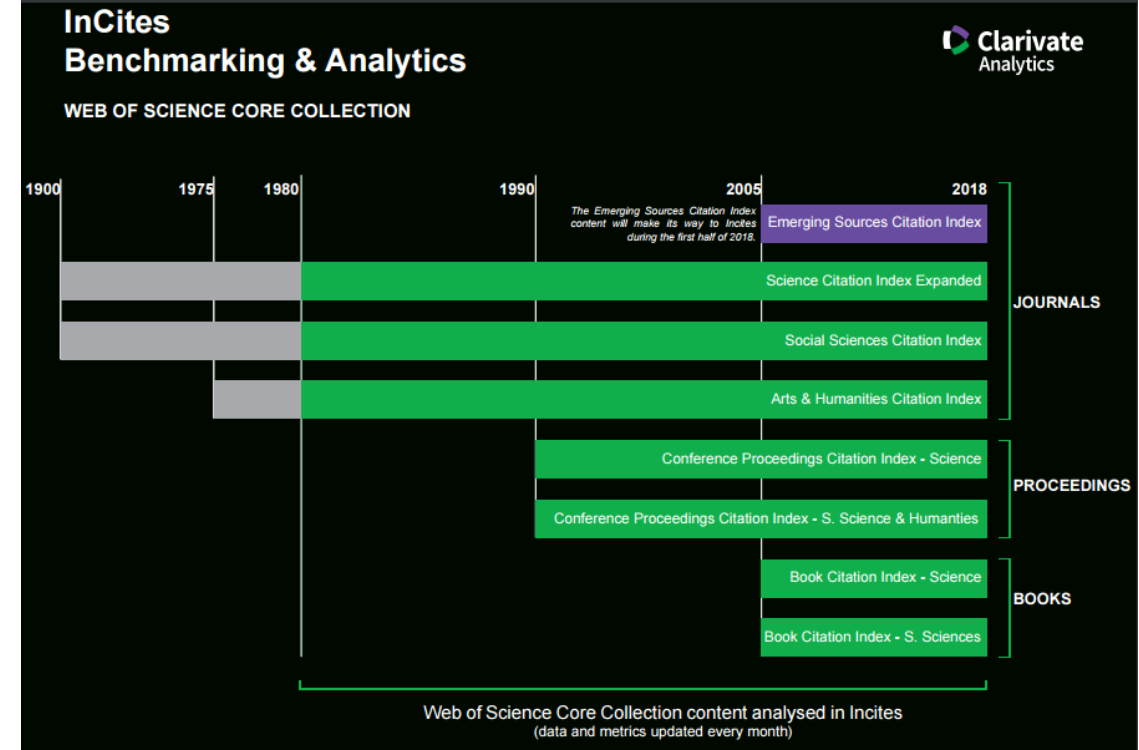 InCites
Benchmarking & Analytics
Clarivate
Analytics
WEB OF SCIENCE CORE COLLECTION
1900
1975
1980
1990
2005
2018
The Emerging Sources Citation Index
content will make its way to Incites
during the first half of 2018.
Emerging Sources Citation Index
Science Citation Index Expanded
Social Sciences Citation Index
Arts & Humanities Citation Index
JOURNALS
Conference Proceedings Citation Index - Science
Conference Proceedings Citation Index - S. Science & Humanties
PROCEEDINGS
Book Citation Index - Science
Book Citation Index - S. Sciences
BOOKS
Web of Science Core Collection content analysed in Incites
(data and metrics updated every month)